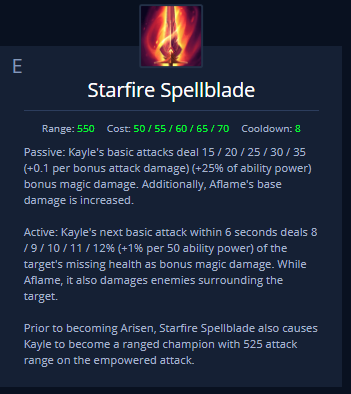 E
Starfire Spellblade
Range: 550 Cost: 50 / 55 / 60 / 65 / 70 Cooldown: 8
Passive: Kayle's basic attacks deal 15 / 20 / 25 / 30 / 35
(+0.1 per bonus attack damage) (+25% of ability power)
bonus magic damage. Additionally, Aflame's base
damage is increased.
Active: Kayle's next basic attack within 6 seconds deals 8
/ 9 / 10 / 11 / 12% (+1% per 50 ability power) of the
target's missing health as bonus magic damage. While
Aflame, it also damages enemies surrounding the
target.
Prior to becoming Arisen, Starfire Spellblade also causes
Kayle to become a ranged champion with 525 attack
range on the empowered attack.